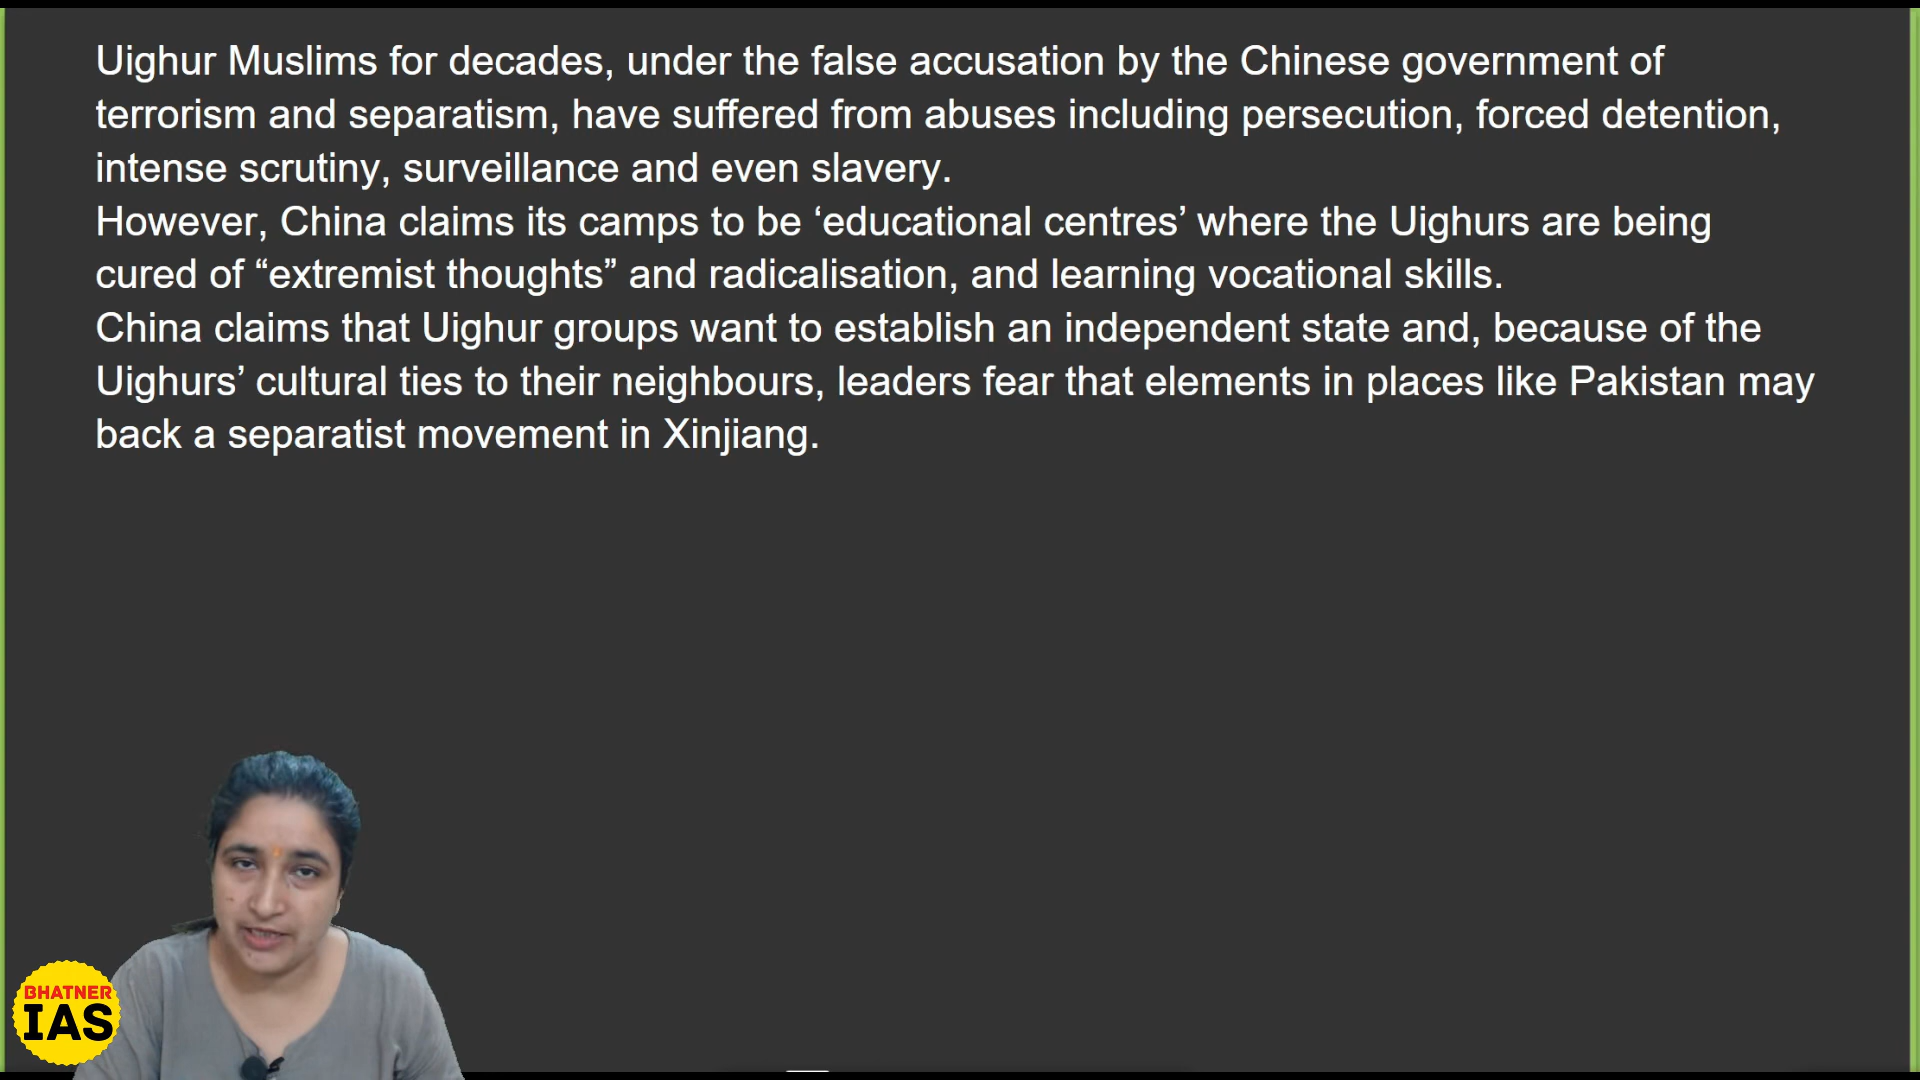 Uighur Muslims for decades, under the false accusation by the Chinese government of
terrorism and separatism, have suffered from abuses including persecution, forced detention,
intense scrutiny, surveillance and even slavery.
However, China claims its camps to be ‘educational centres’ where the Uighurs are being
cured of “extremist thoughts” and radicalisation, and learning vocational skills.
China claims that Uighur groups want to establish an independent state and, because of the
Uighurs’ cultural ties to their neighbours, leaders fear that elements in places like Pakistan may
back a separatist movement in Xinjiang.
BHATNER
IAS